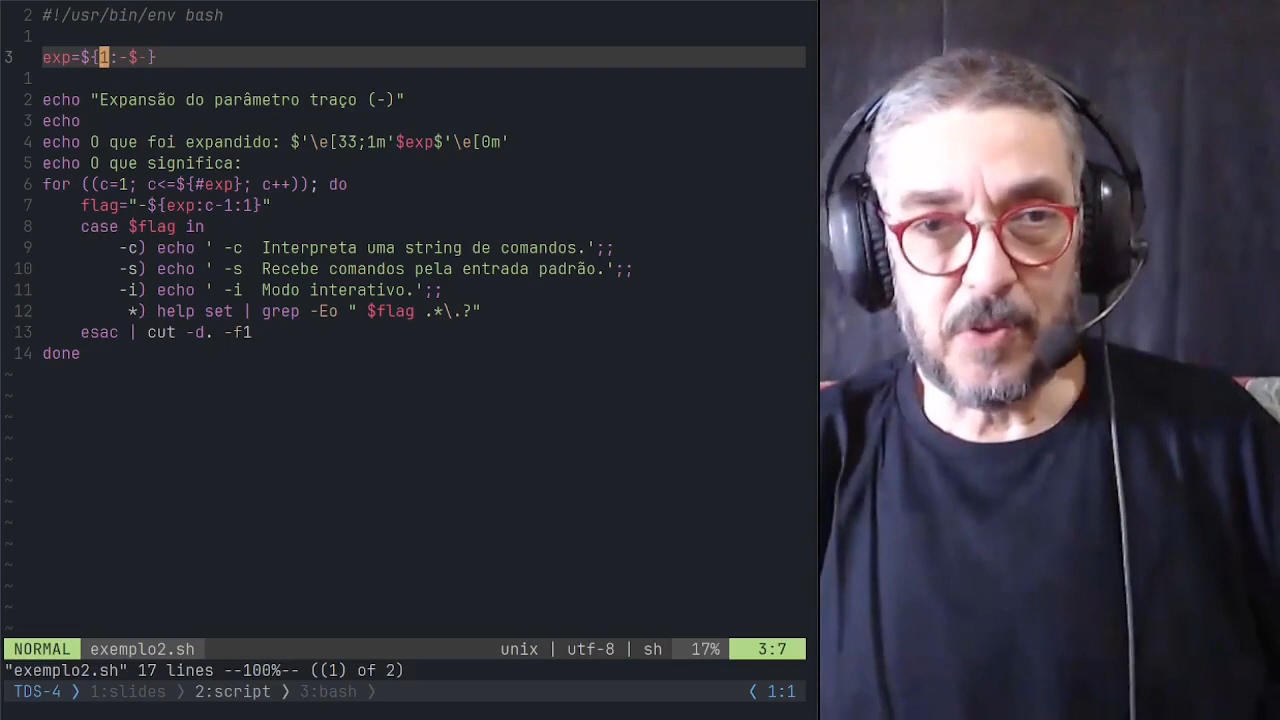 2 #!/usr/bin/env bash
1
3 exp=${1:-$-}
1
2 echo "Expansão do parâmetro traço (-)"
3 echo
4 echo O que foi expandido: $'\e[33;1m'$exp$'\e[0m'
5 echo O que significa:
6 for ((c=1; c<=${#exp}; c++)); do
7     flag="-${exp:c-1:1}"
8     case $flag in
9         -c) echo ' -c  Interpreta uma string de comandos.';;
10         -s) echo ' -s  Recebe comandos pela entrada padrão.';;
11         -i) echo ' -i  Modo interativo.';;
12          *) help set | grep -Eo " $flag .*\.?"
13     esac | cut -d. -f1
14 done
~
~
~
~
~
~
~
~
~
~
~
~
~
NORMAL exemplo2.sh unix | utf-8 | sh 17% 3:7
"exemplo2.sh" 17 lines --100%-- ((1) of 2)
TDS-4 ❯ 1:slides ❯ 2:script ❯ 3:bash ❯ ❮ 1:1